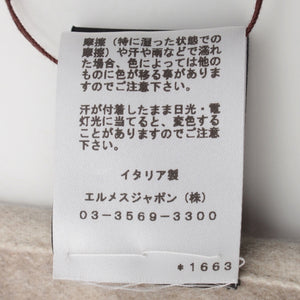 摩擦（特に湿った状態での
摩擦）や汗や雨などで濡れ
た場合、色によっては他の
ものに色が移る事がありま
すのでご注意下さい。
汗が付着したまま日光・電
灯光に当てると、変色する
ことがありますのでご注意
下さい。
イタリア製
エルメスジャポン（株）
03-3569-3300
*1663